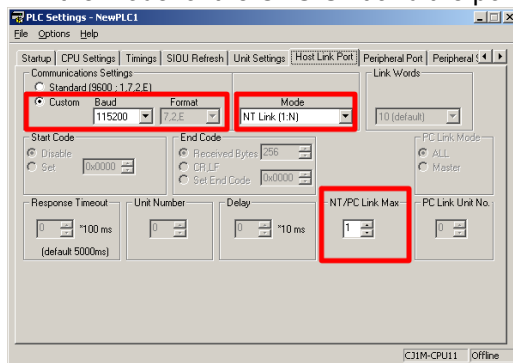 PLC Settings - NewPLC1
File Options Help
Startup CPU Settings Timings SIOU Refresh Unit Settings Host Link Port Peripheral Port Peripheral
Communications Settings
Link Words
Standard (9600 ; 1,7,2,E)
Custom Baud Format Mode
115200 7,2,E NT Link (1:N) 10 (default)
Start Code End Code PC Link Mode
Disable Received Bytes 256 ALL
Set 0x0000 CR,LF Master
Set End Code 0x0000
Response Timeout Unit Number Delay NT/PC Link Max PC Link Unit No.
0 *100 ms 0 0 *10 ms 1 0
(default 5000ms)
CJ1M-CPU11 Offline